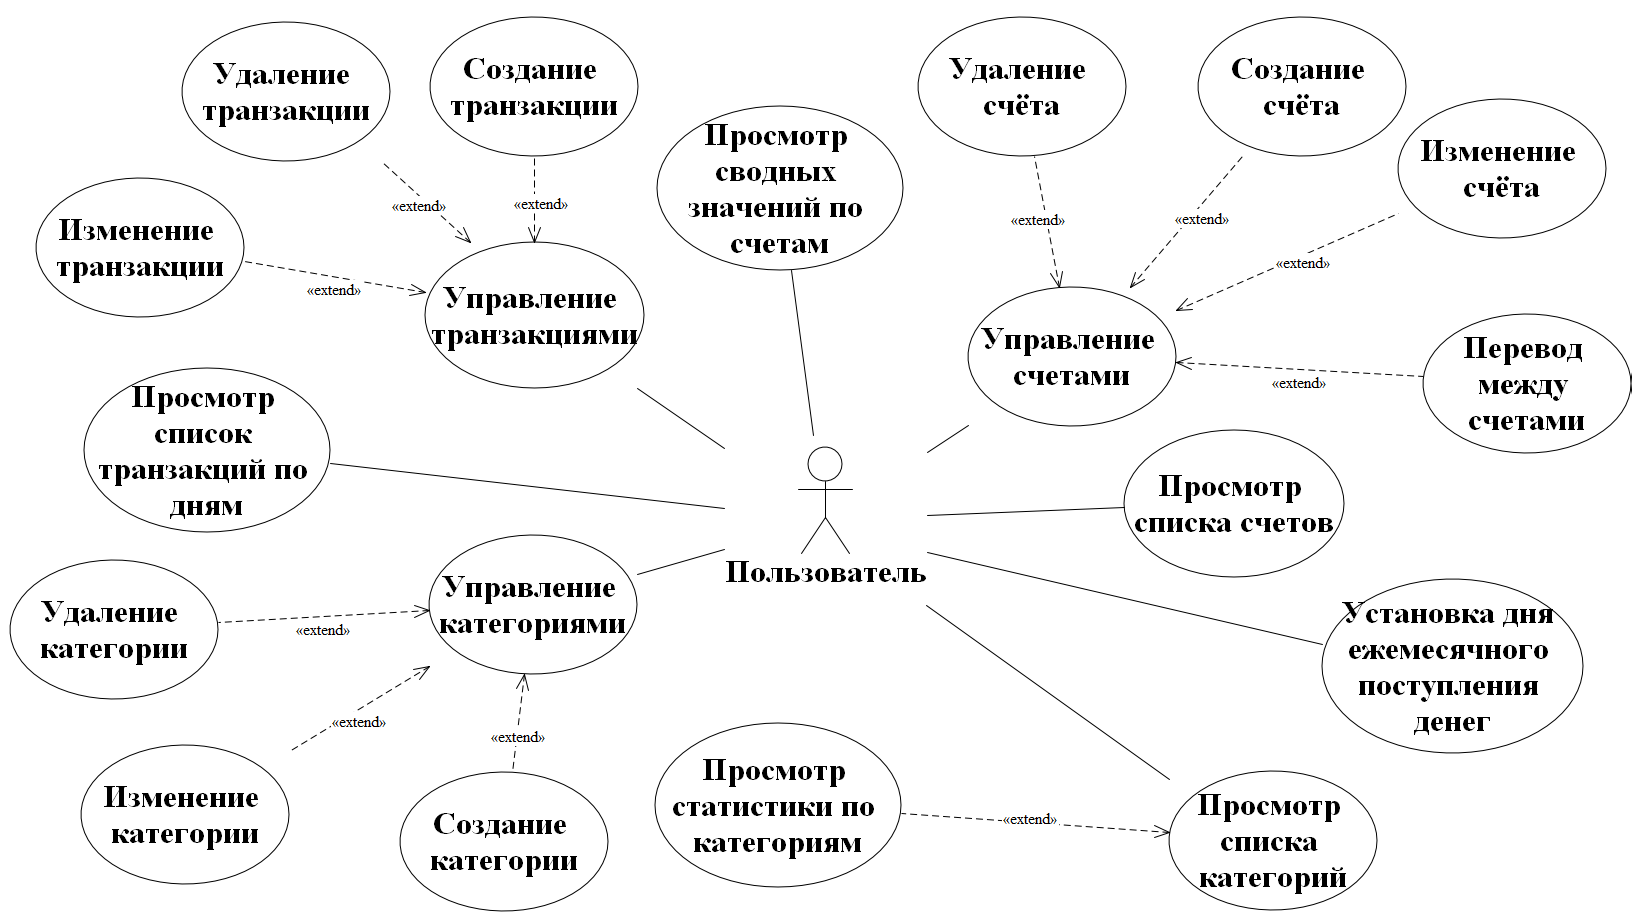 Удаление
транзакции
Создание
транзакции
Просмотр
сводных
значений по
счетам
Удаление
счёта
Создание
счёта
Изменение
счёта
Изменение
транзакции
«extend»
«extend»
«extend»
Управление
транзакциями
«extend»
«extend»
«extend»
Управление
счетами
Перевод
между
счетами
«extend»
Просмотр
список
транзакций по
дням
Просмотр
списка счетов
Пользователь
Управление
категориями
Удаление
категории
«extend»
Установка дня
ежемесячного
поступления
денег
«extend»
«extend»
Изменение
категории
Создание
категории
Просмотр
статистики по
категориям
«extend»
Просмотр
списка
категорий